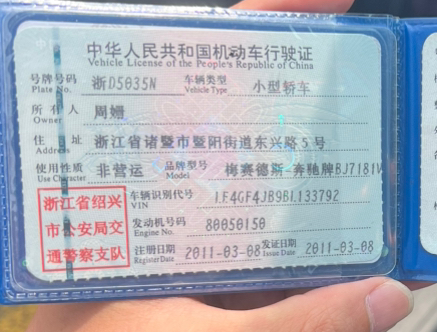 中华人民共和国机动车行驶证
Vehicle License of the People's Republic of China
号牌号码 浙D5035N 车辆类型 小型轿车
Plate No. Vehicle Type
所有人 周姗
Owner
住址 浙江省诸暨市暨阳街道东兴路5号
Address
使用性质 非营运 品牌型号 梅赛德斯-奔驰牌BJ7181V
Use Character Model
浙江省绍兴
市公安局交
通警察支队
车辆识别代号 LE4GF4JB9BL133792
VIN
发动机号码 80050150
Engine No.
注册日期 2011-03-08 发证日期 2011-03-08
Register Date Issue Date